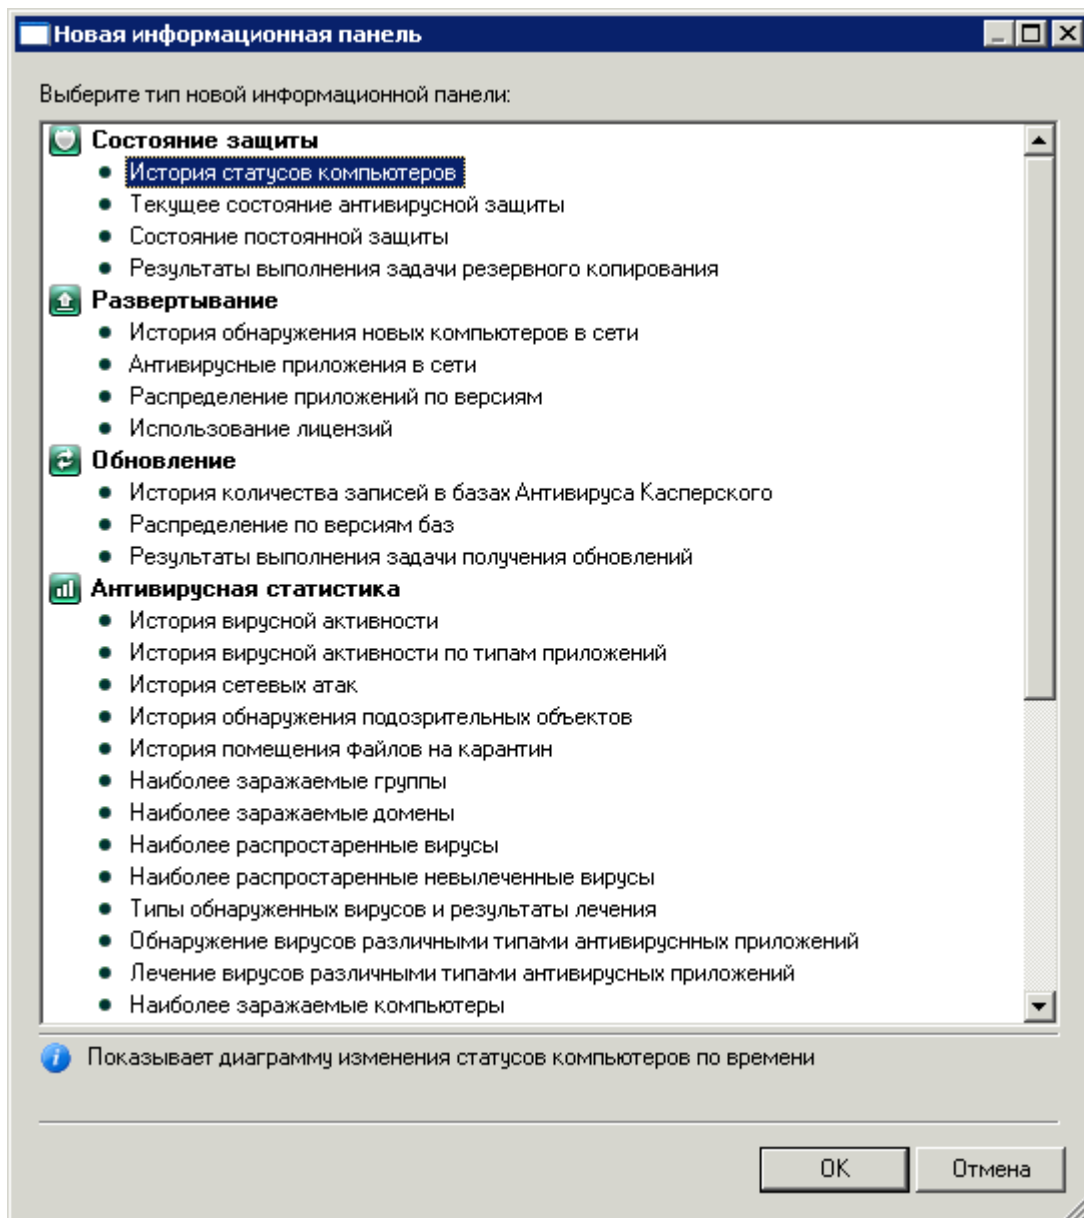 Новая информационная панель
Выберите тип новой информационной панели:
Состояние защиты
История статусов компьютеров
Текущее состояние антивирусной защиты
Состояние постоянной защиты
Результаты выполнения задачи резервного копирования
Развертывание
История обнаружения новых компьютеров в сети
Антивирусные приложения в сети
Распределение приложений по версиям
Использование лицензий
Обновление
История количества записей в базах Антивируса Касперского
Распределение по версиям баз
Результаты выполнения задачи получения обновлений
Антивирусная статистика
История вирусной активности
История вирусной активности по типам приложений
История сетевых атак
История обнаружения подозрительных объектов
История помещения файлов на карантин
Наиболее заражаемые группы
Наиболее заражаемые домены
Наиболее распростаренные вирусы
Наиболее распростаренные невылеченные вирусы
Типы обнаруженных вирусов и результаты лечения
Обнаружение вирусов различными типами антивируснных приложений
Лечение вирусов различными типами антивирусных приложений
Наиболее заражаемые компьютеры
Показывает диаграмму изменения статусов компьютеров по времени
OK Отмена